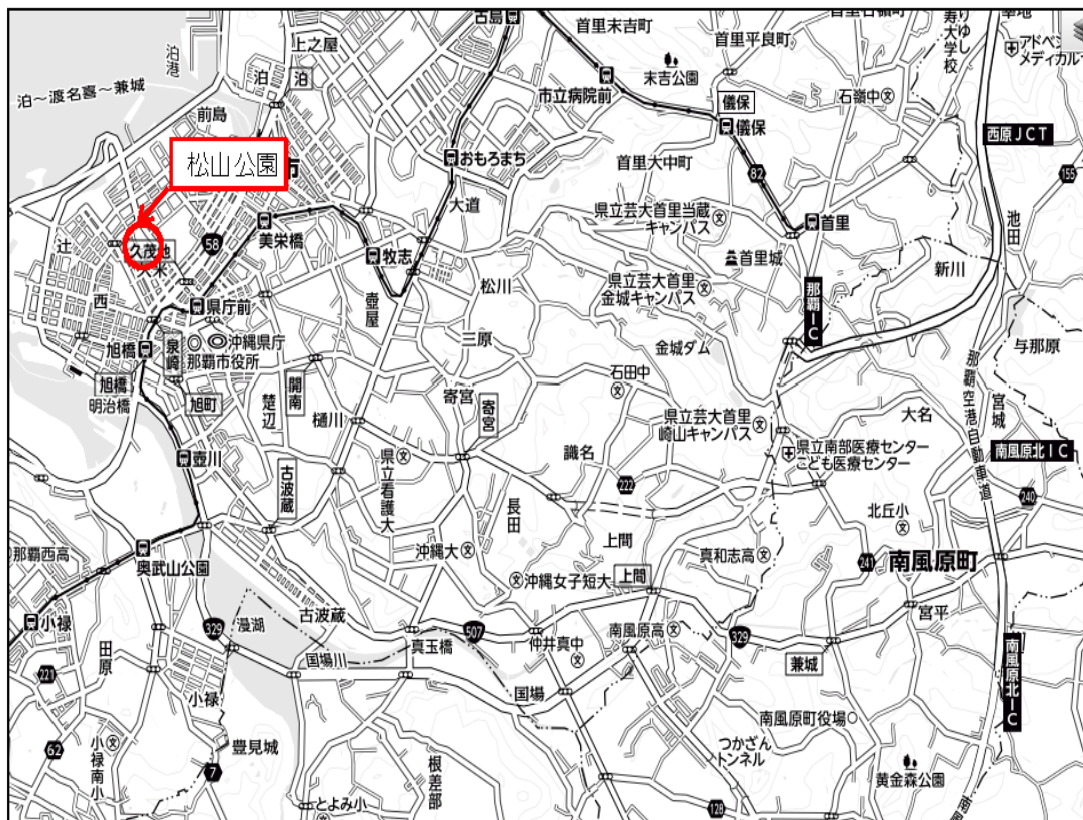 古島
首里末吉町
首里石嶺町
幸地
上之屋
首里平良町
寿大学校
りゆし
アドベン
メディカル
泊港
泊
泊
末吉公園
市立病院前
泊~渡名喜~兼城
前島
儀保
儀保
石嶺中
西原JCT
松山公園
市
おもろまち
首里大中町
82
155
大道
県立芸大首里当蔵
キャンパス
首里
池田
辻
久茂地
58
美栄橋
牧志
首里城
新川
米
西
県庁前
壺屋
松川
県立芸大首里
金城キャンパス
那覇IC
沖縄県庁
那覇市役所
三原
金城ダム
与那原
旭橋
泉崎
石田中
旭橋
明治橋
旭町
楚辺
開南
樋川
寄宮
寄宮
県立芸大首里
崎山キャンパス
大名
宮城
那覇空港自動車道
壺川
古波蔵
県立看護大
識名
県立南部医療センター
こども医療センター
南風原北IC
222
240
長田
北丘小
那覇西高
奥武山公園
沖縄大
上間
真和志高
241
南風原町
沖縄女子短大
上間
小禄
329
漫湖
古波蔵
507
仲井真中
南風原高
329
宮平
田原
国場川
真玉橋
兼城
南風原北IC
221
小禄
国場
62
小禄南小
豊見城
7
根差部
南風原町役場
つかざん
トンネル
黄金森公園
とよみ小
128
南